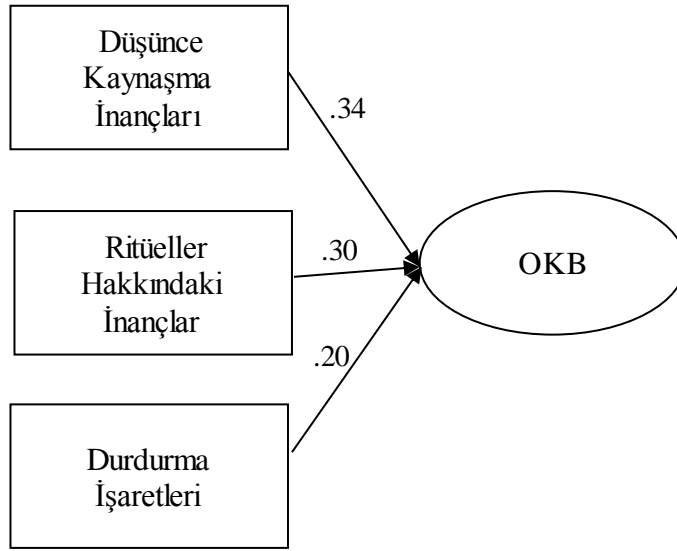 Düşünce
Kaynaşma
İnançları
.34
Ritüeller
Hakkındaki
İnançlar
.30
OKB
.20
Durdurma
İşaretleri